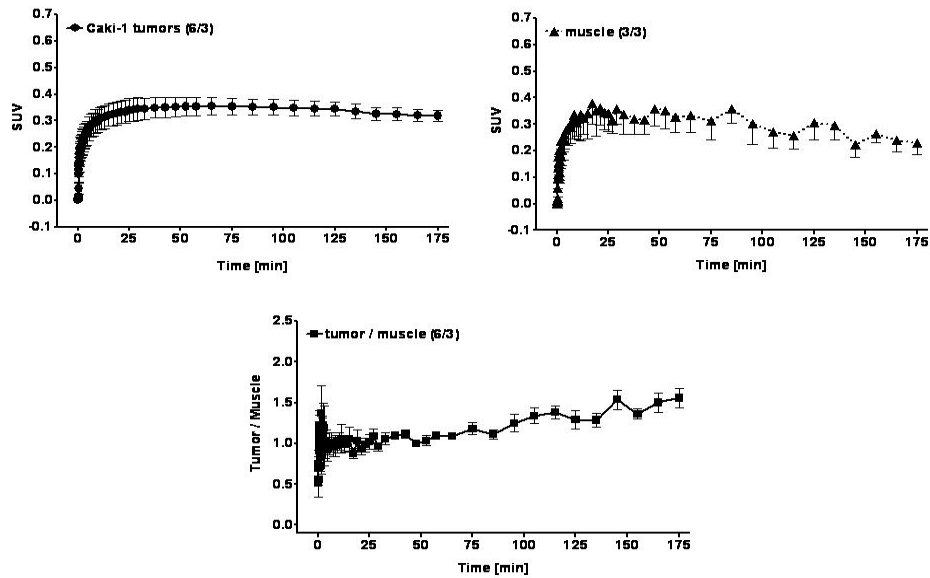 0.7
0.6
0.5
0.4
0.3
0.2
0.1
0.0
-0.1
SUV
Caki-1 tumors (6/3)
0 25 50 75 100 125 150 175
Time [min]
0.7
0.6
0.5
0.4
0.3
0.2
0.1
0.0
-0.1
SUV
muscle (3/3)
0 25 50 75 100 125 150 175
Time [min]
2.5
2.0
1.5
1.0
0.5
0.0
Tumor / Muscle
tumor / muscle (6/3)
0 25 50 75 100 125 150 175
Time [min]